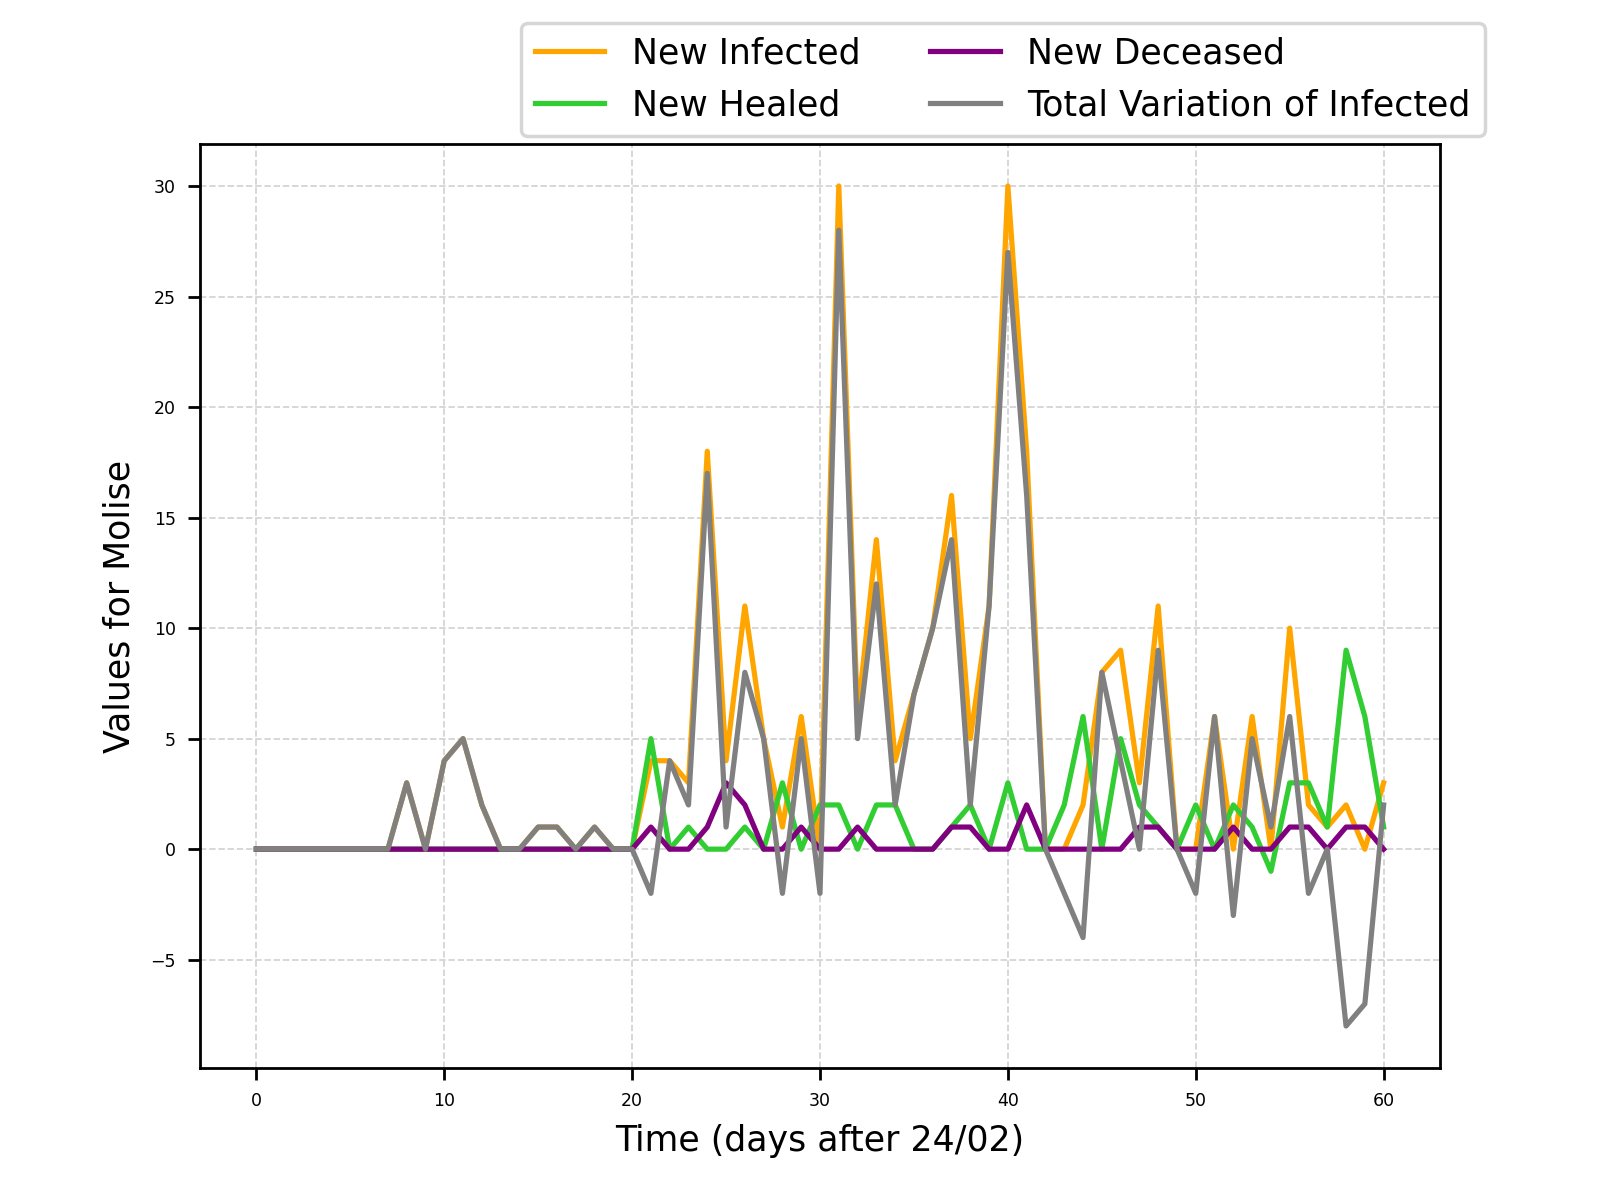 New Infected
New Healed
New Deceased
Total Variation of Infected
30
25
20
15
10
5
0
−5
Values for Molise
0 10 20 30 40 50 60
Time (days after 24/02)